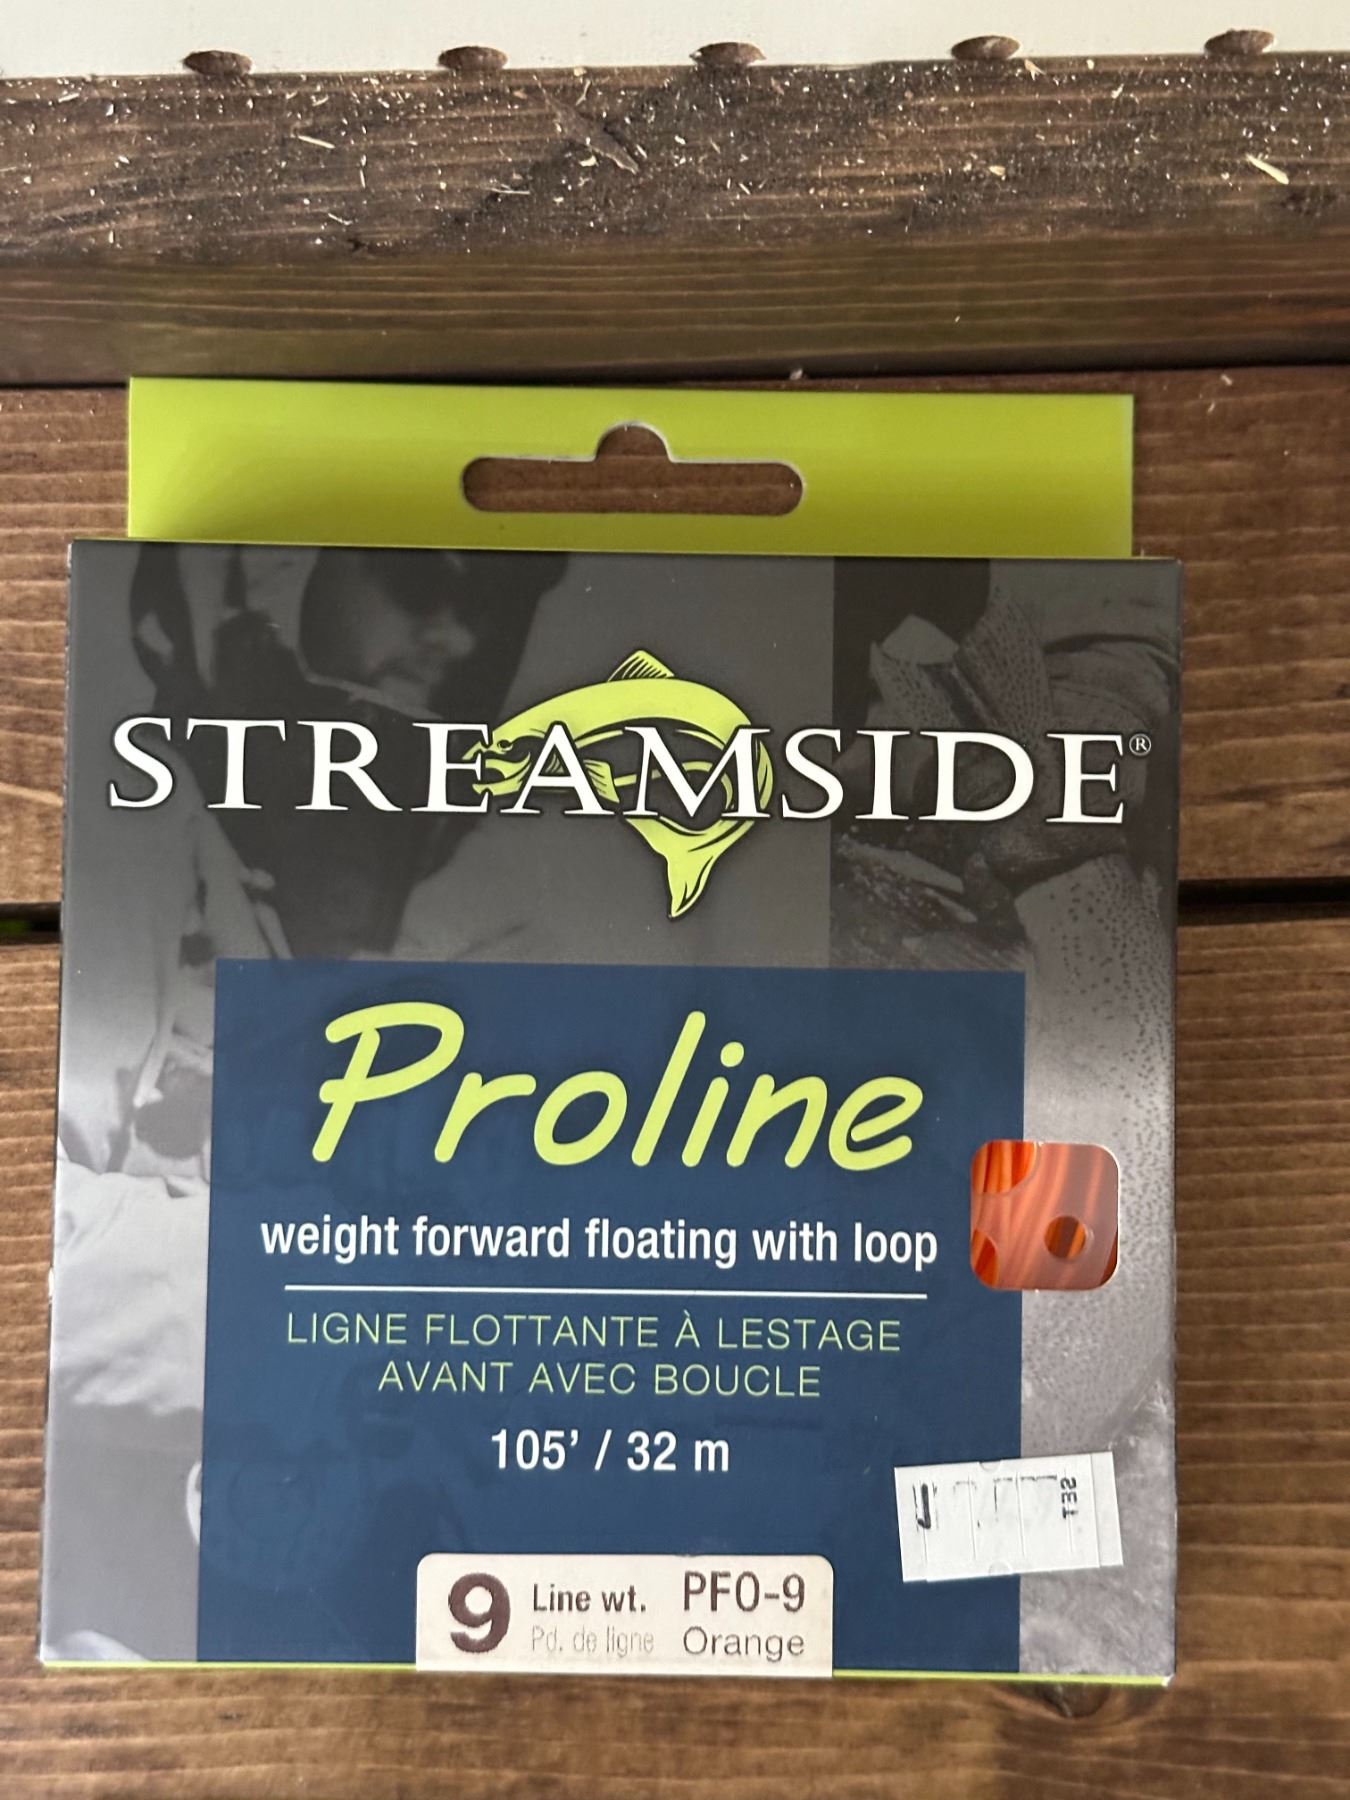 STREAMSIDE®
Proline
weight forward floating with loop
LIGNE FLOTTANTE À LESTAGE
AVANT AVEC BOUCLE
105' / 32 m
9 Line wt. PFO-9
Pd. de ligne Orange